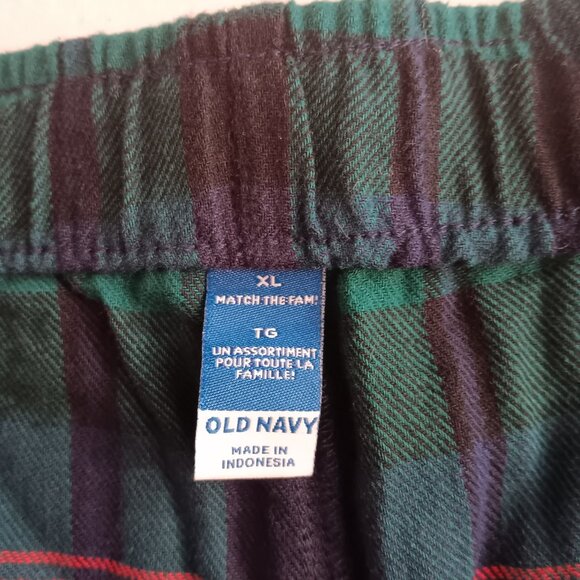 XL
MATCH·THE·FAM!
TG
UN ASSORTIMENT
POUR TOUTE LA
FAMILLE!
OLD NAVY
MADE IN
INDONESIA